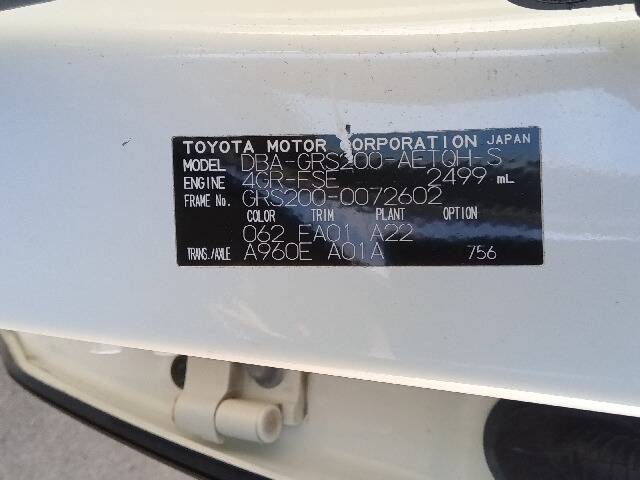 TOYOTA MOTOR CORPORATION JAPAN
MODEL DBA-GRS200-AETQH-S
ENGINE 4GR-FSE 2499 mL
FRAME No. GRS200-0072602
COLOR TRIM PLANT OPTION
062 FA01 A22
TRANS./AXLE A960E A01A 756